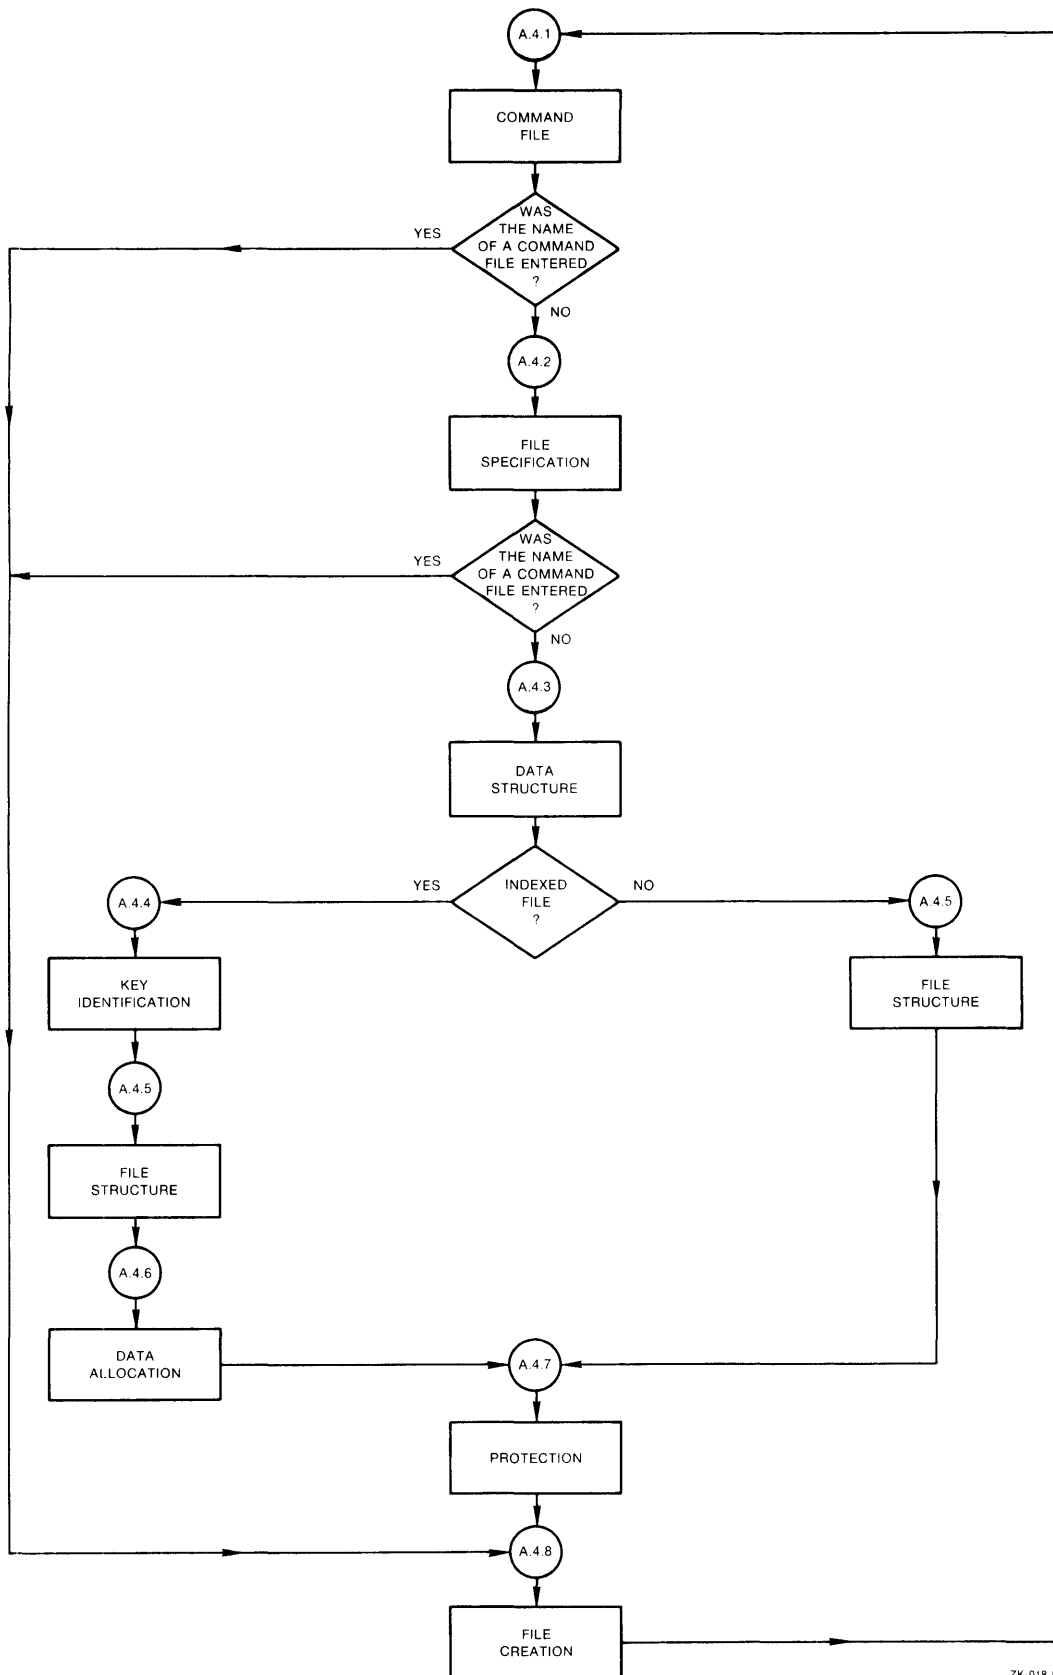 A.4.1
COMMAND
FILE
WAS
THE NAME
OF A COMMAND
FILE ENTERED
?
YES
NO
A.4.2
FILE
SPECIFICATION
WAS
THE NAME
OF A COMMAND
FILE ENTERED
?
YES
NO
A.4.3
DATA
STRUCTURE
INDEXED
FILE
?
YES
NO
A.4.4
A.4.5
KEY
IDENTIFICATION
FILE
STRUCTURE
A.4.5
FILE
STRUCTURE
A.4.6
DATA
ALLOCATION
A.4.7
PROTECTION
A.4.8
FILE
CREATION